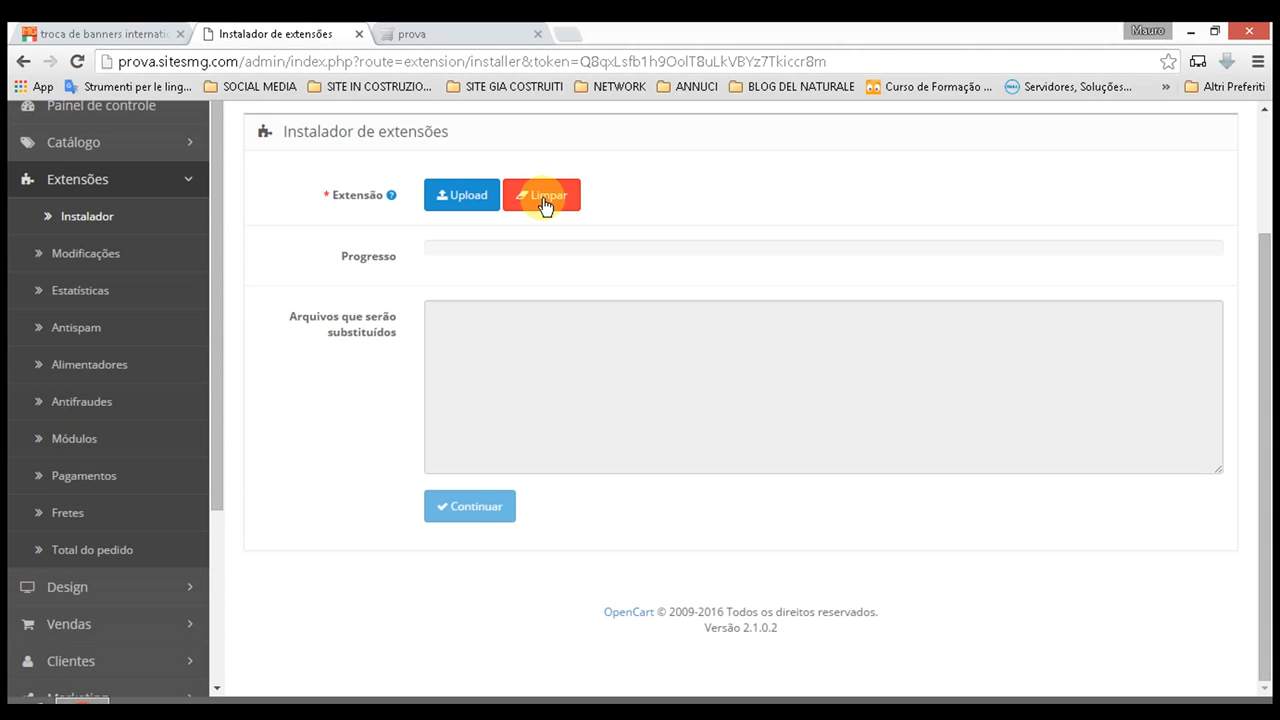 troca de banners internatic
Instalador de extensões
prova
Mauro
prova.sitesmg.com/admin/index.php?route=extension/installer&token=Q8qxLsfb1h9OolT8uLkVBYz7Tkiccr8m
App
Strumenti per le ling...
SOCIAL MEDIA
SITE IN COSTRUZIO...
SITE GIA COSTRUITI
NETWORK
ANNUCI
BLOG DEL NATURALE
Curso de Formação ...
Servidores, Soluções...
»
Altri Preferiti
Painel de controle
Catálogo
Extensões
Instalador
Modificações
Estatísticas
Antispam
Alimentadores
Antifraudes
Módulos
Pagamentos
Fretes
Total do pedido
Design
Vendas
Clientes
Marketing
Instalador de extensões
* Extensão
Upload
Limpar
Progresso
Arquivos que serão
substituídos
Continuar
OpenCart © 2009-2016 Todos os direitos reservados.
Versão 2.1.0.2